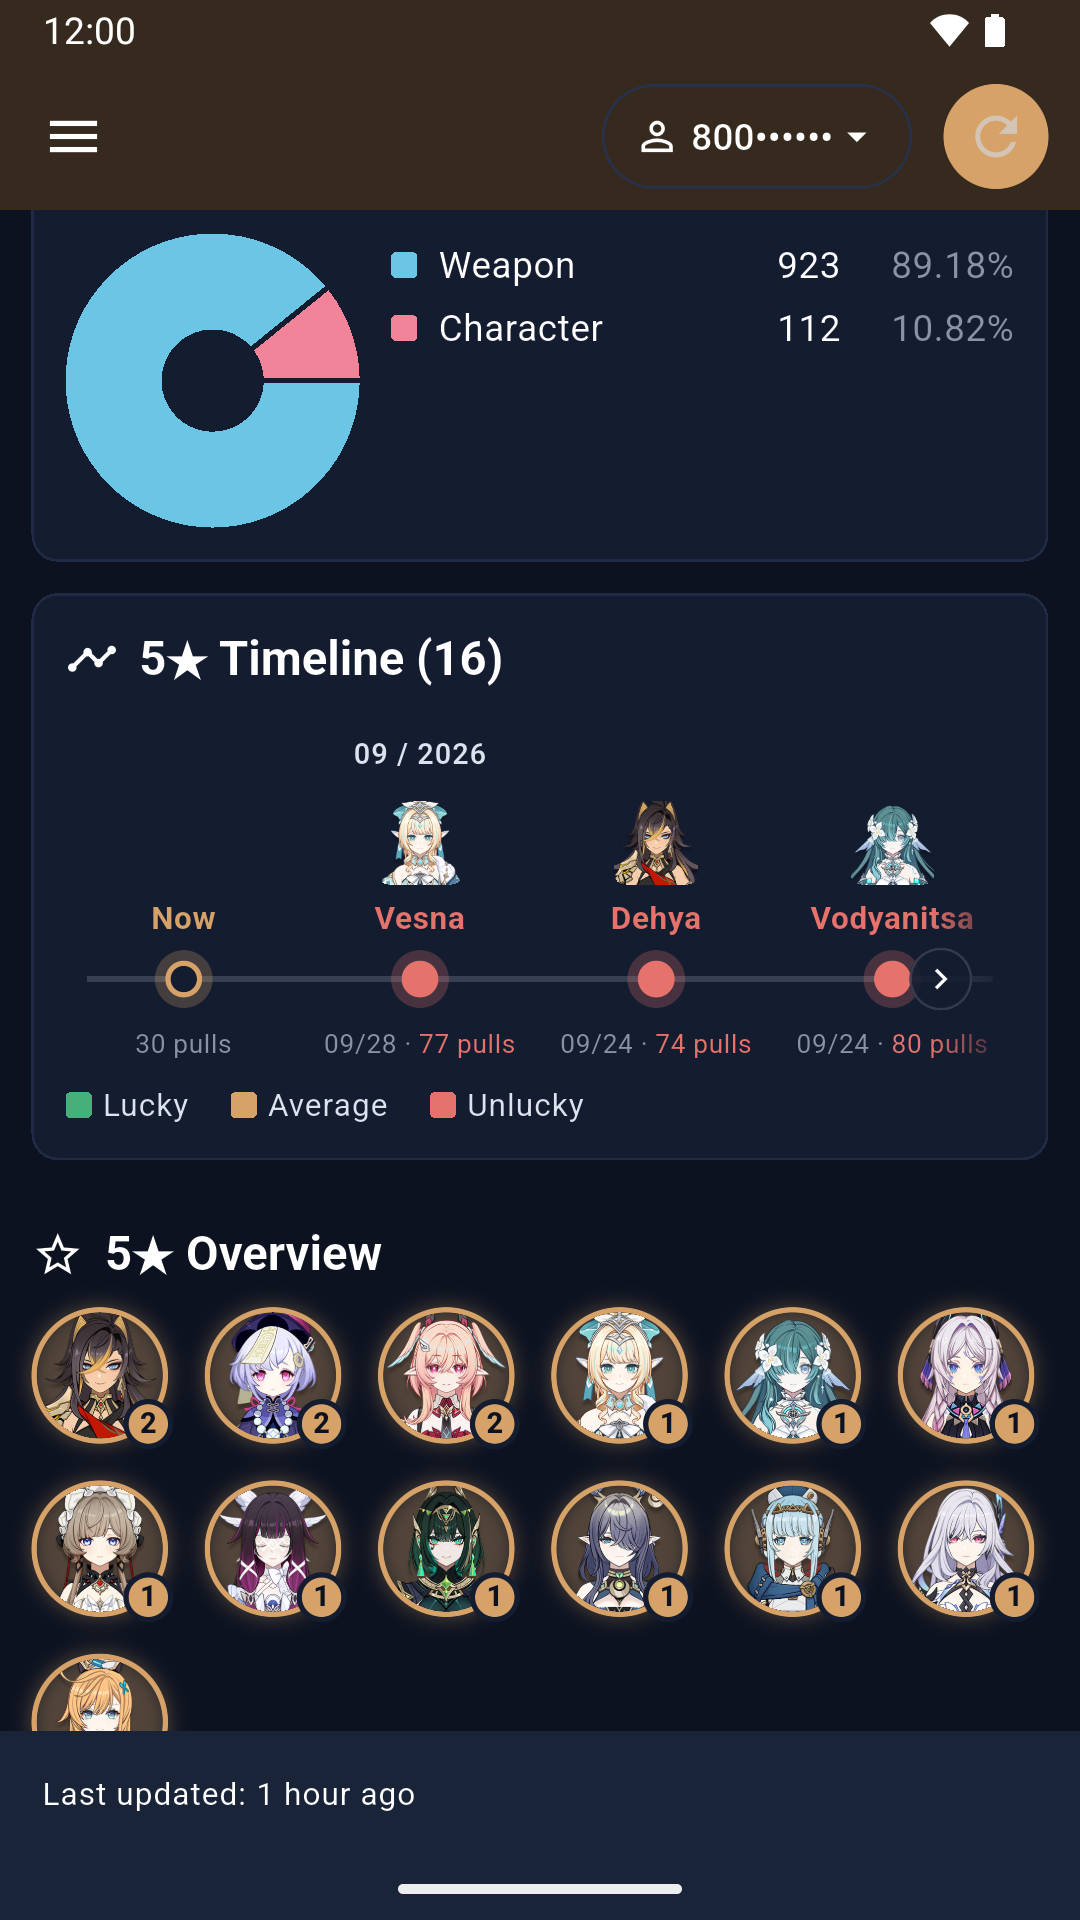 12:00
800••••••
Weapon 923 89.18%
Character 112 10.82%
5★ Timeline (16)
09 / 2026
Now Vesna Dehya Vodyanitsa
30 pulls 09/28 · 77 pulls 09/24 · 74 pulls 09/24 · 80 pulls
Lucky Average Unlucky
5★ Overview
2 2 2 1 1 1
1 1 1 1 1 1
Last updated: 1 hour ago